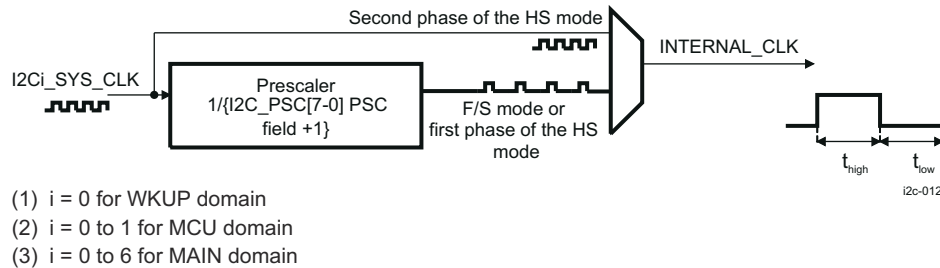 Second phase of the HS mode
INTERNAL_CLK
I2Ci_SYS_CLK
Prescaler
1/{I2C_PSC[7-0] PSC
field +1}
F/S mode or
first phase of the HS
mode
thigh
tlow
i2c-012
(1) i = 0 for WKUP domain
(2) i = 0 to 1 for MCU domain
(3) i = 0 to 6 for MAIN domain